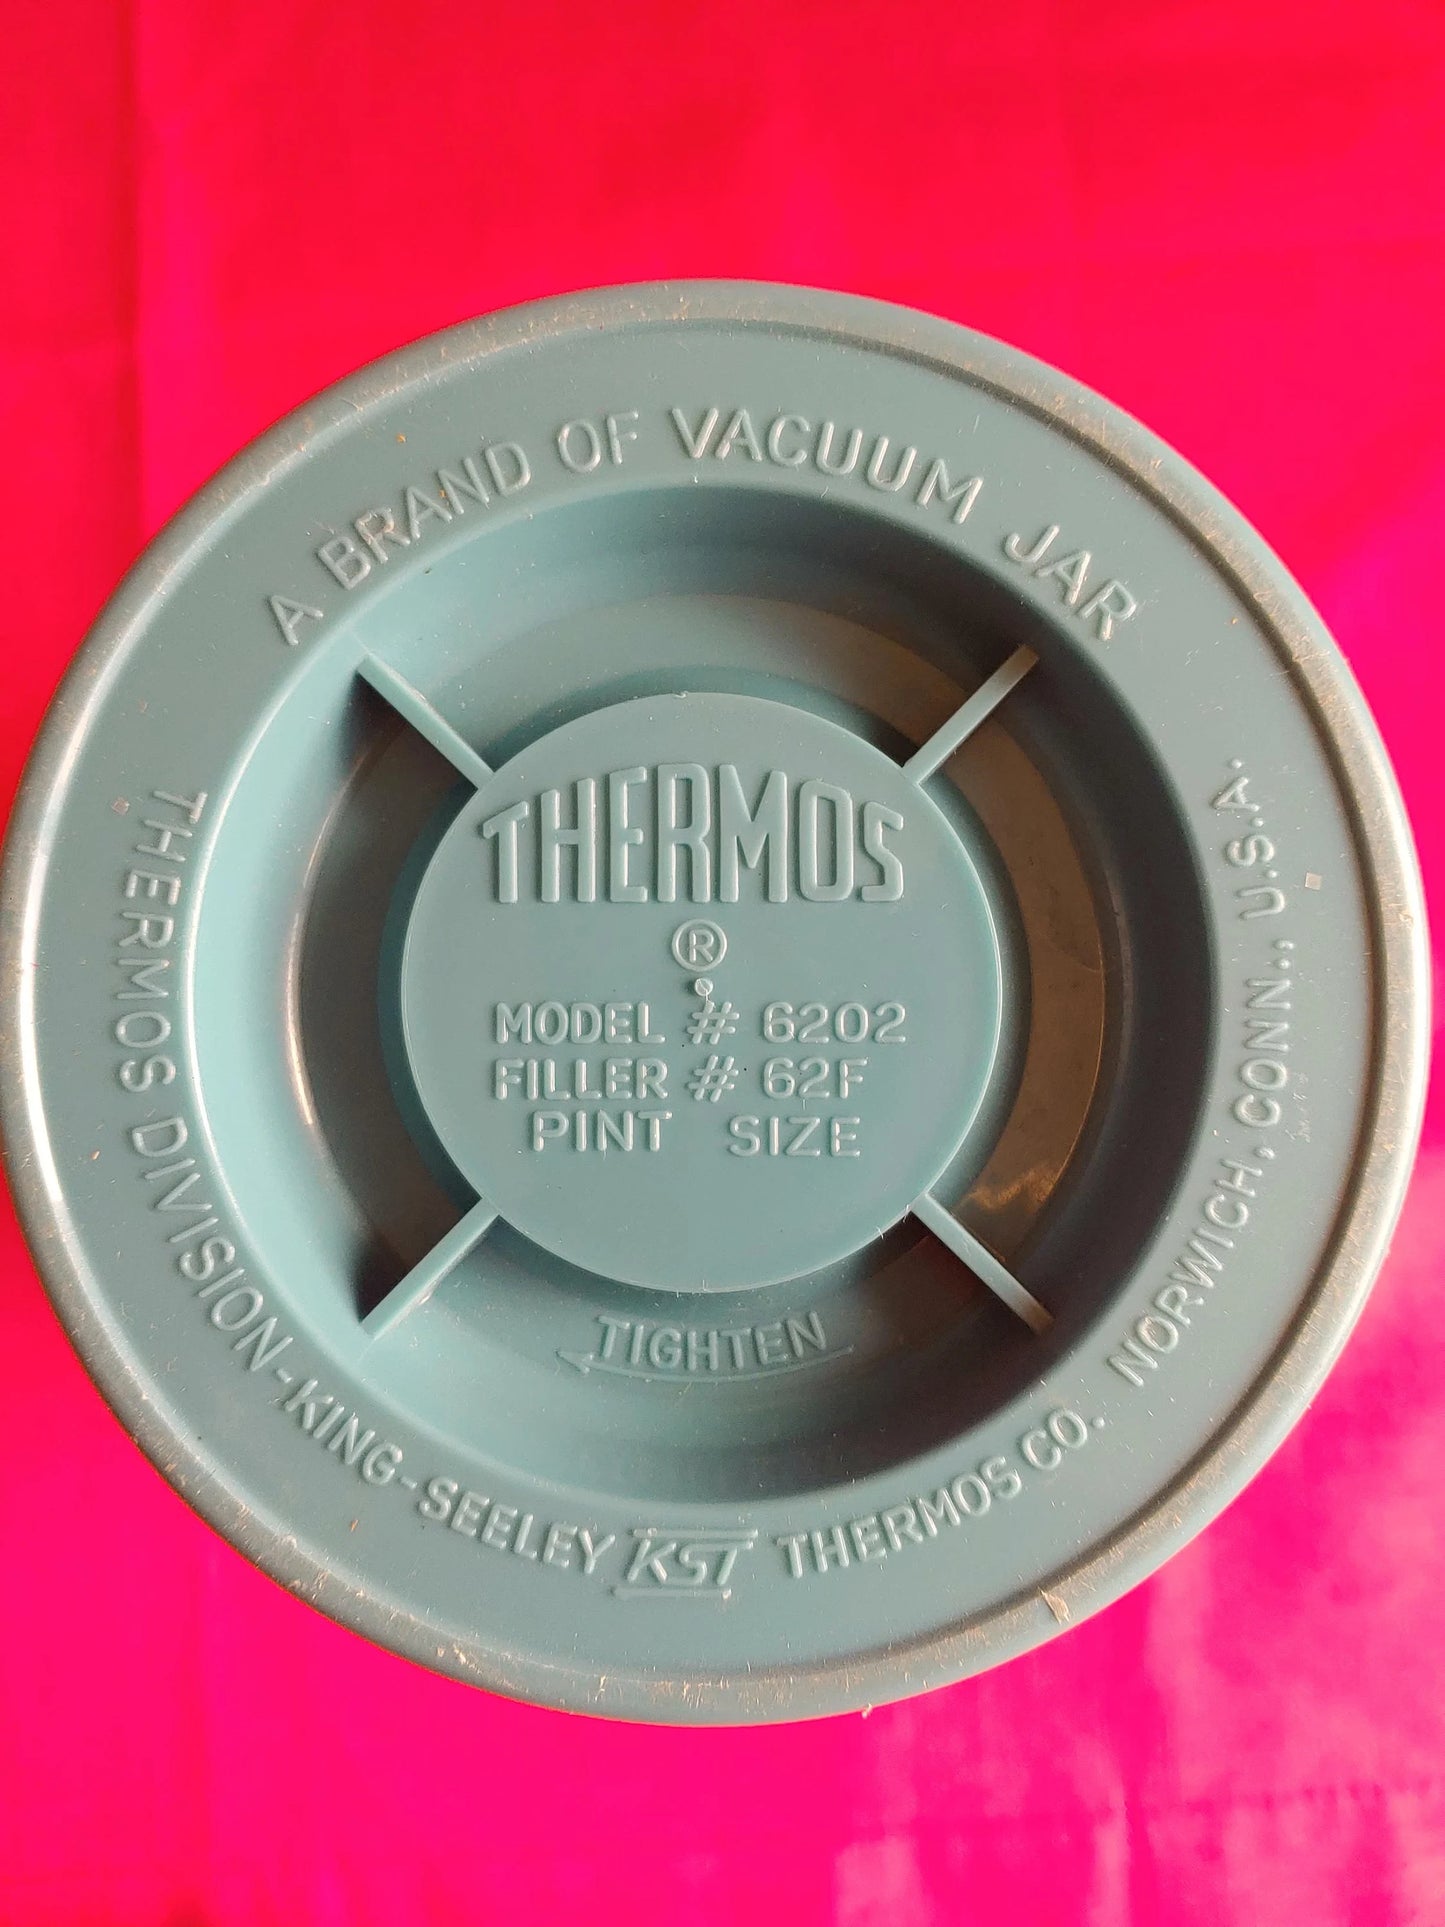 A BRAND OF VACUUM JAR
THERMOS
®
MODEL # 6202
FILLER # 62F
PINT SIZE
TIGHTEN
THERMOS DIVISION-KING-SEELEY KST THERMOS CO. NORWICH, CONN., U.S.A.